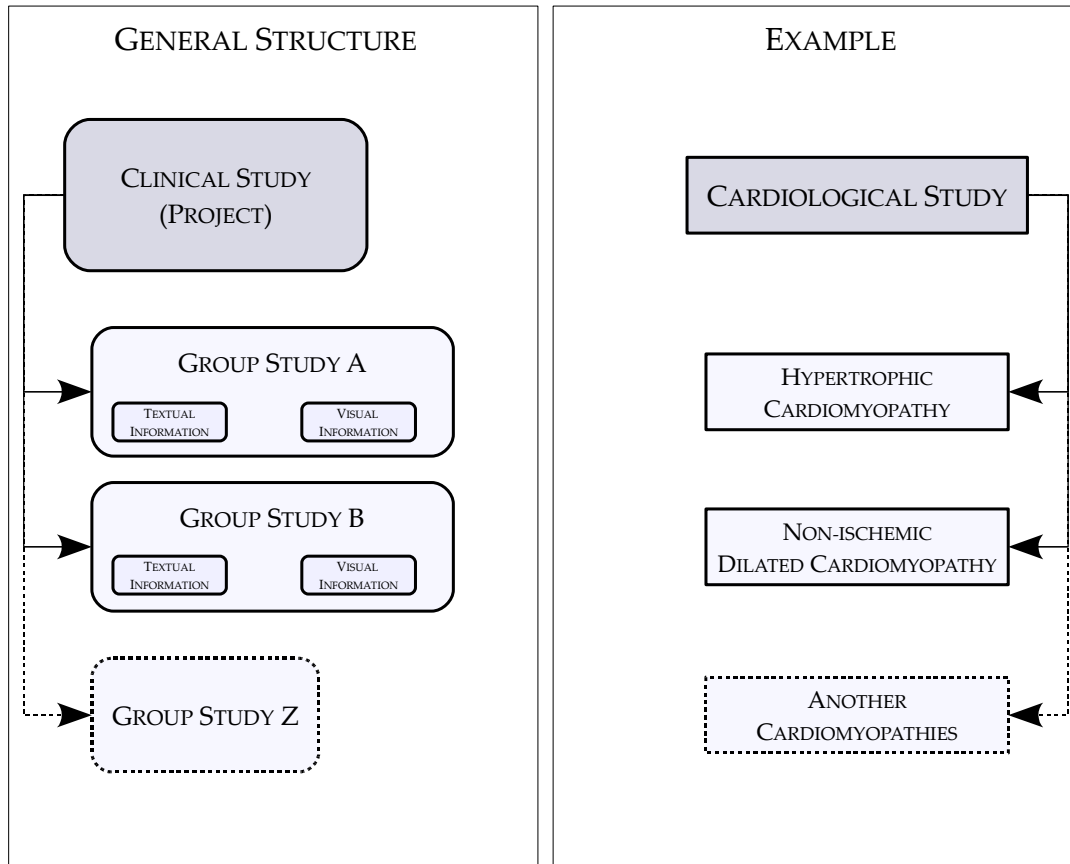 General Structure
Clinical Study
(Project)
Group Study A
Textual
Information
Visual
Information
Group Study B
Textual
Information
Visual
Information
Group Study Z
Example
Cardiological Study
Hypertrophic
Cardiomyopathy
Non-ischemic
Dilated Cardiomyopathy
Another
Cardiomyopathies